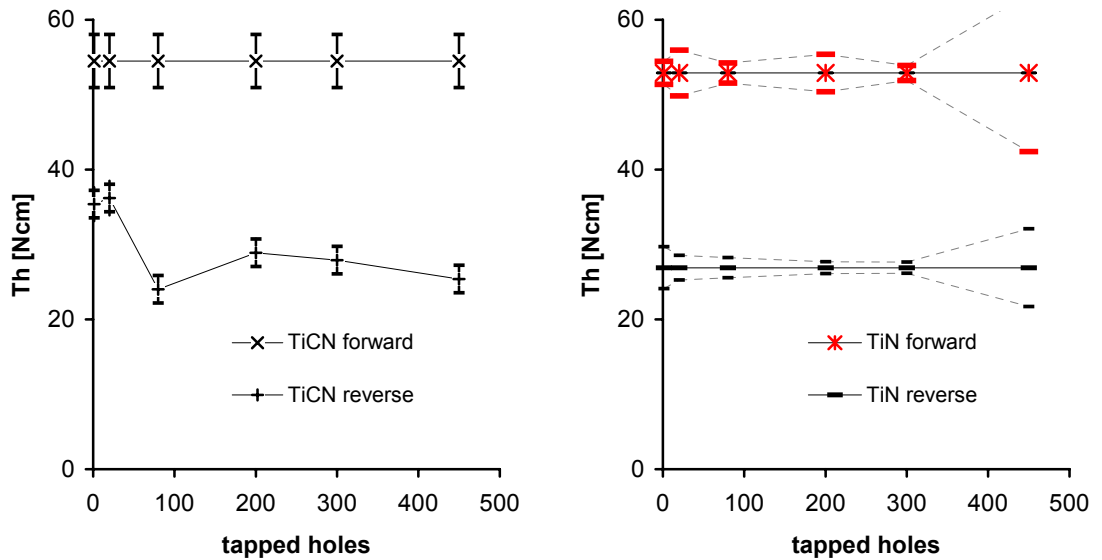 60
40
20
0
Th [Ncm]
TiCN forward
TiCN reverse
0 100 200 300 400 500
tapped holes
60
40
20
0
Th [Ncm]
TiN forward
TiN reverse
0 100 200 300 400 500
tapped holes